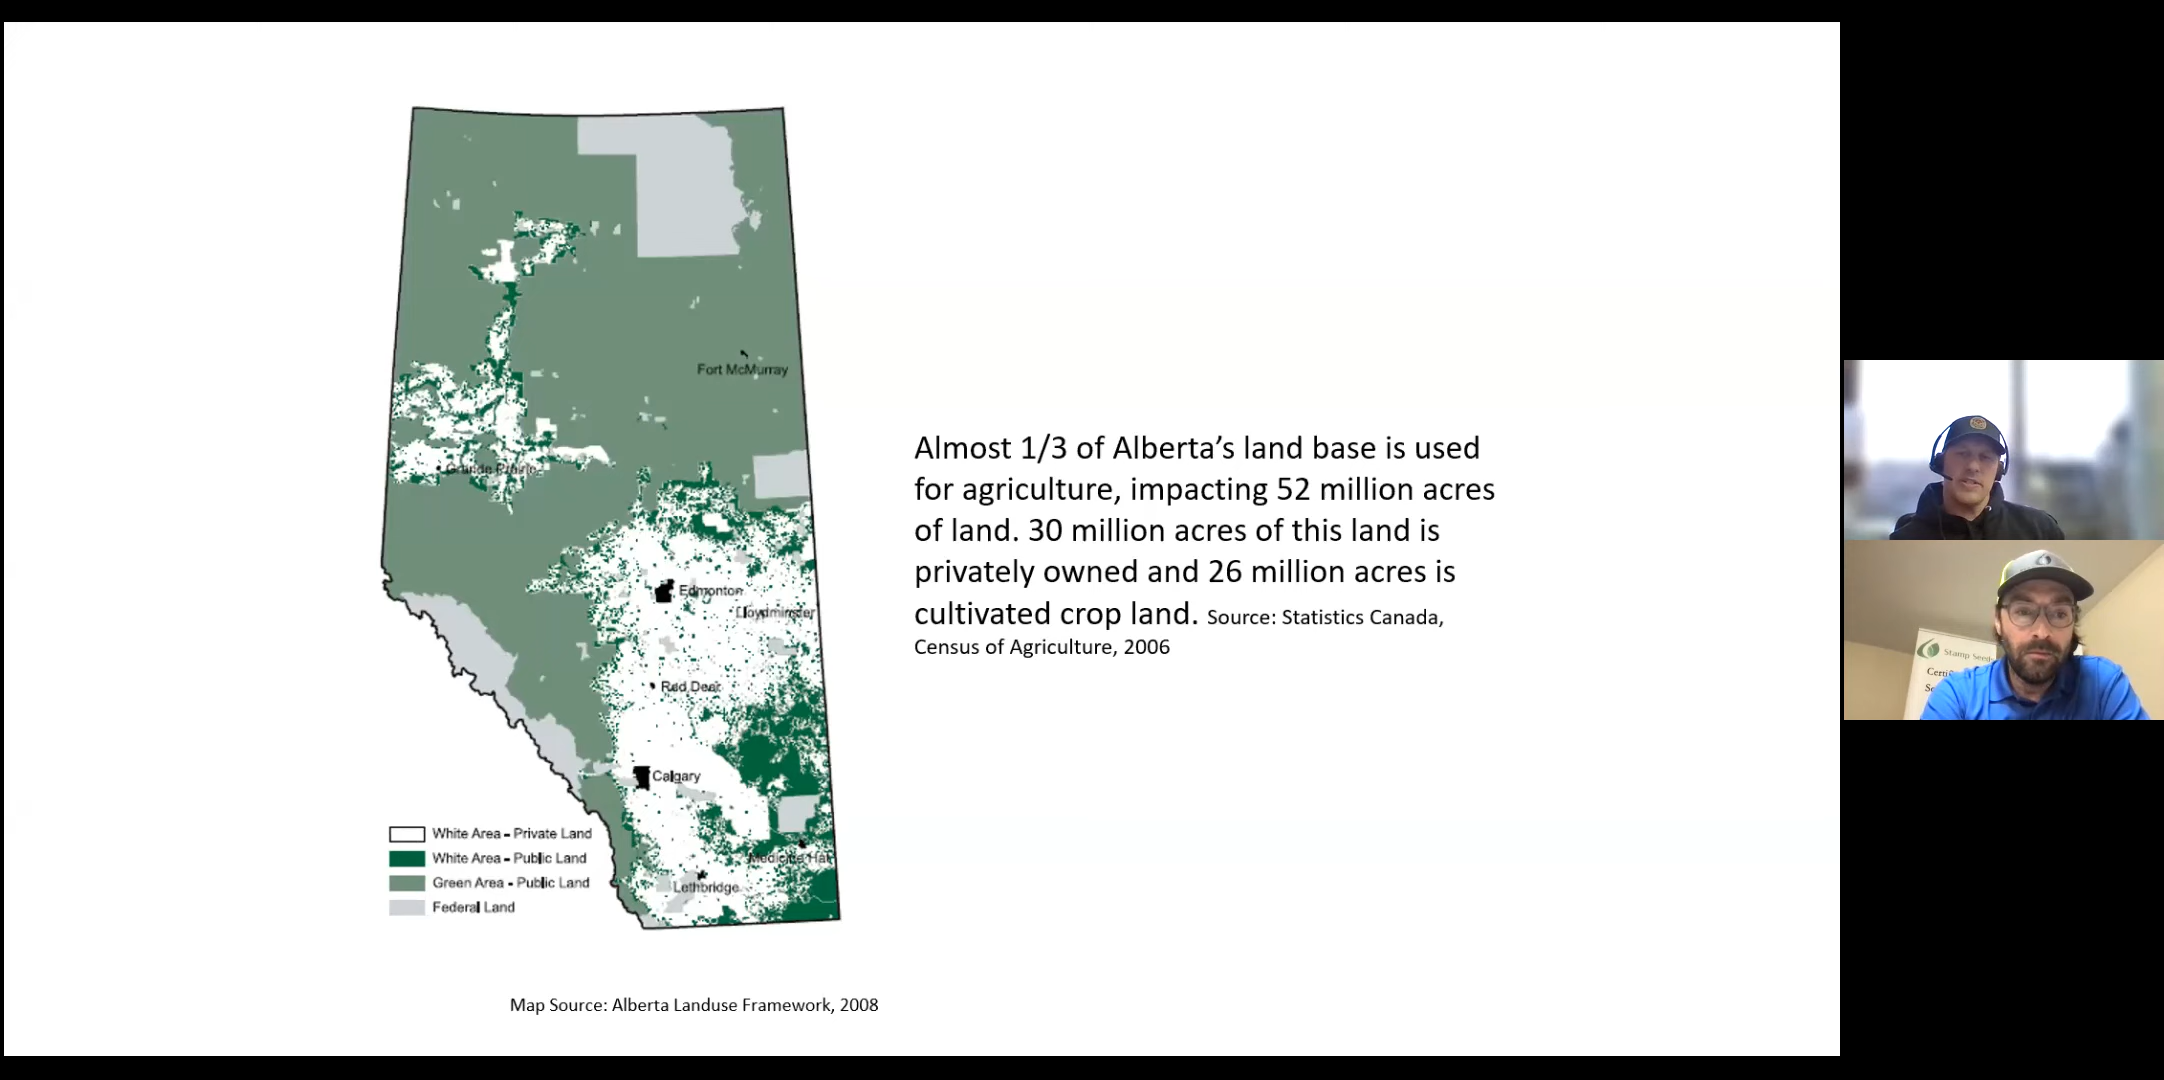 Fort McMurray
Grande Prairie
Edmonton
Lloydminster
Red Deer
Calgary
Medicine Hat
Lethbridge
White Area - Private Land
White Area - Public Land
Green Area - Public Land
Federal Land
Map Source: Alberta Landuse Framework, 2008
Almost 1/3 of Alberta’s land base is used
for agriculture, impacting 52 million acres
of land. 30 million acres of this land is
privately owned and 26 million acres is
cultivated crop land. Source: Statistics Canada,
Census of Agriculture, 2006
Stamp Seeds